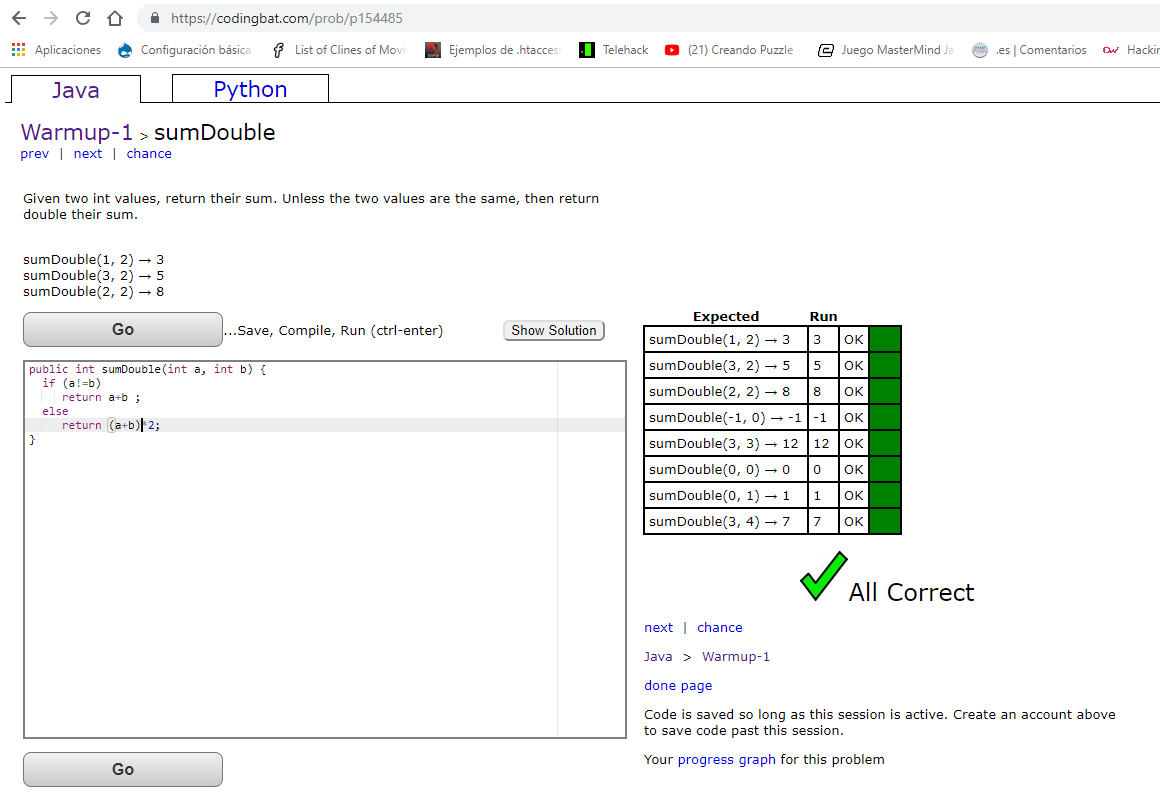 https://codingbat.com/prob/p154485
Aplicaciones Configuración básica List of Clines of Movi Ejemplos de .htacces Telehack (21) Creando Puzzle - Juego MasterMind Ja .es | Comentarios Hackin
Java Python
Warmup-1 > sumDouble
prev | next | chance
Given two int values, return their sum. Unless the two values are the same, then return
double their sum.
sumDouble(1, 2) → 3
sumDouble(3, 2) → 5
sumDouble(2, 2) → 8
Go ...Save, Compile, Run (ctrl-enter) Show Solution
public int sumDouble(int a, int b) {
if (a!=b)
return a+b ;
else
return (a+b)*2;
}
Go
Expected Run
sumDouble(1, 2) → 3 3 OK
sumDouble(3, 2) → 5 5 OK
sumDouble(2, 2) → 8 8 OK
sumDouble(-1, 0) → -1 -1 OK
sumDouble(3, 3) → 12 12 OK
sumDouble(0, 0) → 0 0 OK
sumDouble(0, 1) → 1 1 OK
sumDouble(3, 4) → 7 7 OK
All Correct
next | chance
Java > Warmup-1
done page
Code is saved so long as this session is active. Create an account above
to save code past this session.
Your progress graph for this problem